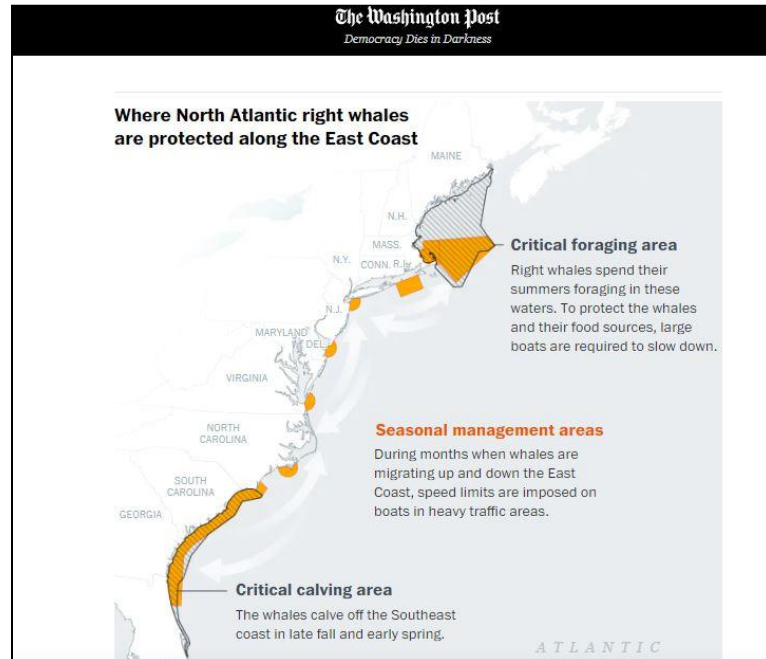 The Washington Post
Democracy Dies in Darkness
Where North Atlantic right whales
are protected along the East Coast
MAINE
N.H.
MASS.
N.Y.
CONN.
R.I.
N.J.
MARYLAND
DEL.
VIRGINIA
NORTH
CAROLINA
SOUTH
CAROLINA
GEORGIA
Critical foraging area
Right whales spend their
summers foraging in these
waters. To protect the whales
and their food sources, large
boats are required to slow down.
Seasonal management areas
During months when whales are
migrating up and down the East
Coast, speed limits are imposed on
boats in heavy traffic areas.
Critical calving area
The whales calve off the Southeast
coast in late fall and early spring.
ATLANTIC